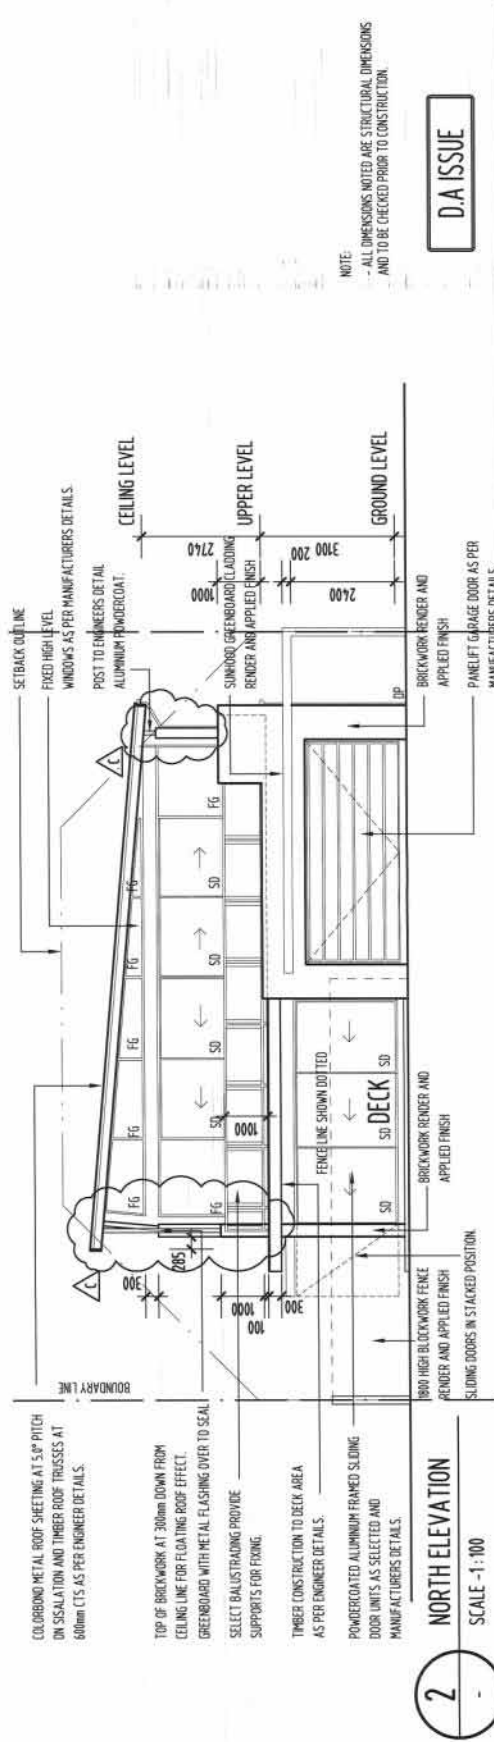 COLORBOND METAL ROOF SHEETING AT 5.0° PITCH
ON SISALATION AND TIMBER ROOF TRUSSES AT
600mm CTS AS PER ENGINEER DETAILS.
TOP OF BRICKWORK AT 300mm DOWN FROM
CEILING LINE FOR FLOATING ROOF EFFECT.
GREENBOARD WITH METAL FLASHING OVER TO SEAL
SELECT BALUSTRADING PROVIDE
SUPPORTS FOR FIXING.
TIMBER CONSTRUCTION TO DECK AREA
AS PER ENGINEER DETAILS.
POWDERCOATED ALUMINIUM FRAMED SLIDING
DOOR UNITS AS SELECTED AND
MANUFACTURERS DETAILS.
2
-
NORTH ELEVATION
SCALE -1:100
BOUNDARY LINE
C
300
285
1000
100
300
1800 HIGH BLOCKWORK FENCE
RENDER AND APPLIED FINISH
SLIDING DOORS IN STACKED POSITION.
BRICKWORK RENDER AND
APPLIED FINISH
FG
FG
FG
FG
FG
FG
SD
SD
SD
SD
1000
FENCE LINE SHOWN DOTTED
DECK
SD
SD
SD
C
SETBACK OUTLINE
FIXED HIGH LEVEL
WINDOWS AS PER MANUFACTURERS DETAILS.
POST TO ENGINEERS DETAIL
ALUMINIUM POWDERCOAT.
GREENBOARD CLADDING
RENDER AND APPLIED FINISH
CEILING LEVEL
UPPER LEVEL
GROUND LEVEL
2740
1000
3100
200
2400
DP
BRICKWORK RENDER AND
APPLIED FINISH
PANELIFT GARAGE DOOR AS PER
MANUFACTURERS DETAILS
NOTE:
- ALL DIMENSIONS NOTED ARE STRUCTURAL DIMENSIONS
AND TO BE CHECKED PRIOR TO CONSTRUCTION.
D.A ISSUE